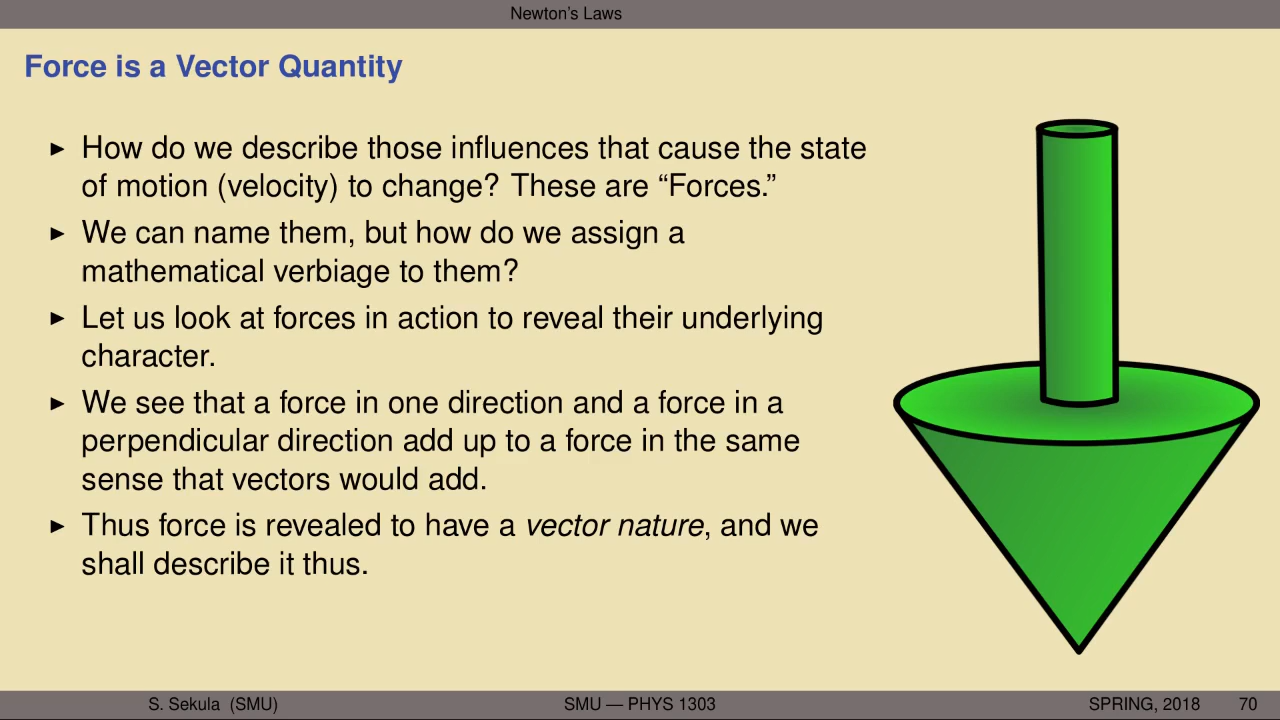 Newton's Laws
Force is a Vector Quantity
▶ How do we describe those influences that cause the state
of motion (velocity) to change? These are “Forces.”
▶ We can name them, but how do we assign a
mathematical verbiage to them?
▶ Let us look at forces in action to reveal their underlying
character.
▶ We see that a force in one direction and a force in a
perpendicular direction add up to a force in the same
sense that vectors would add.
▶ Thus force is revealed to have a vector nature, and we
shall describe it thus.
S. Sekula (SMU) SMU — PHYS 1303 SPRING, 2018 70